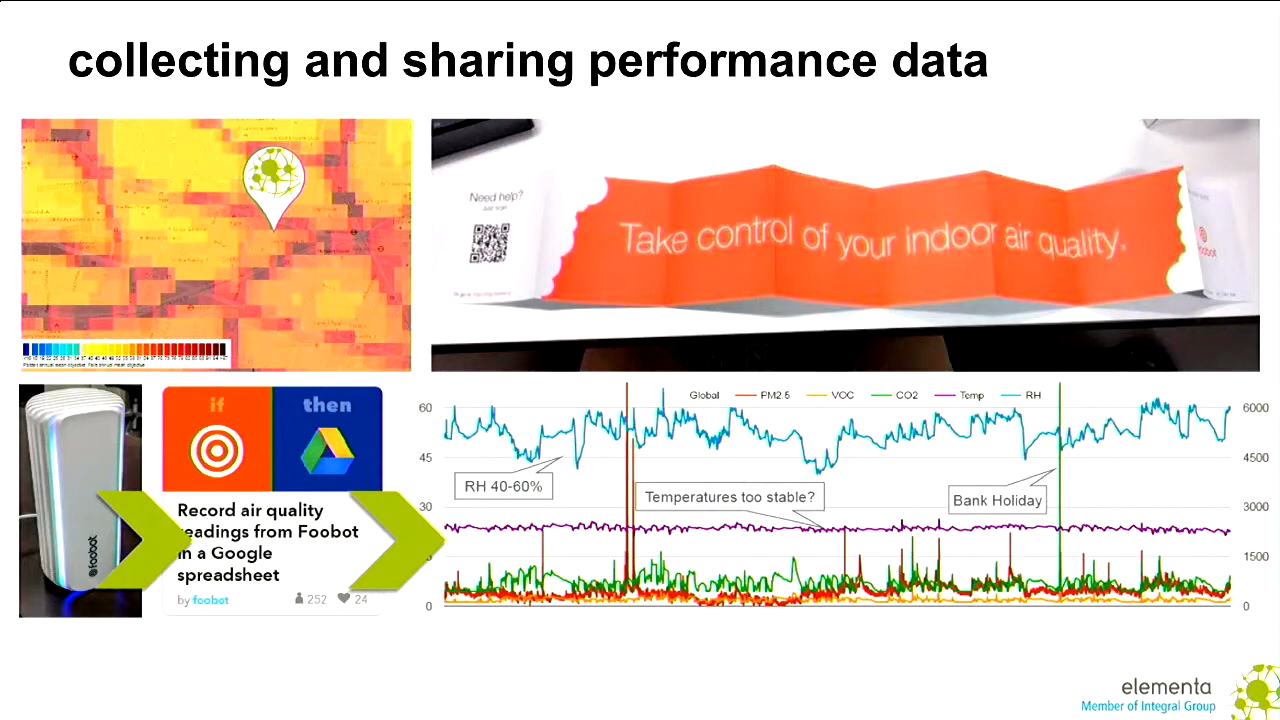 collecting and sharing performance data
Need help?
Just scan
Take control of your indoor air quality.
if
then
Record air quality
readings from Foobot
in a Google
spreadsheet
by foobot
252
24
foobot
Global
PM2.5
VOC
CO2
Temp
RH
60
45
30
0
6000
4500
3000
1500
0
RH 40-60%
Temperatures too stable?
Bank Holiday
elementa
Member of Integral Group